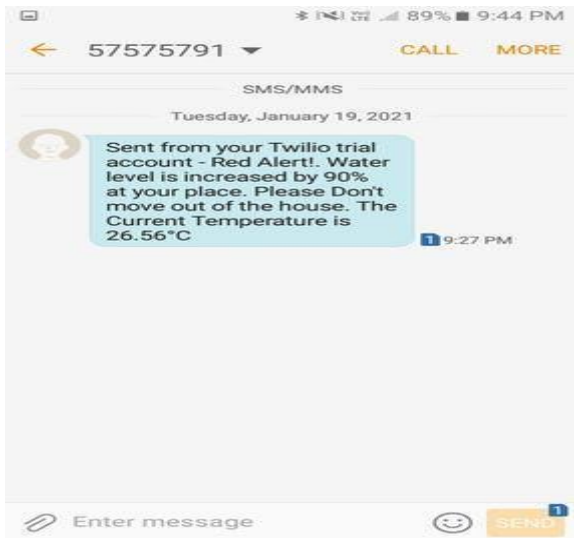 89% 9:44 PM
57575791
CALL
MORE
SMS/MMS
Tuesday, January 19, 2021
Sent from your Twilio trial
account - Red Alert!. Water
level is increased by 90%
at your place. Please Don't
move out of the house. The
Current Temperature is
26.56°C
1 9:27 PM
Enter message
SEND
1